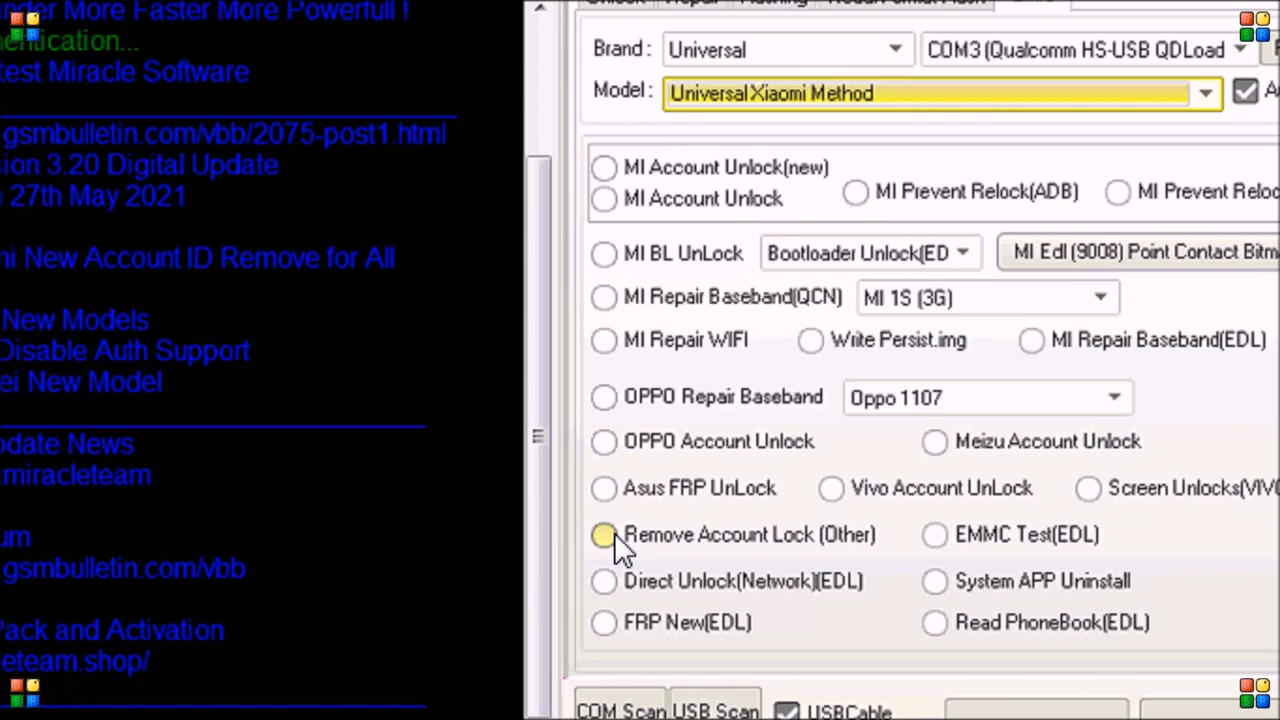 under More Faster More Powerfull !
entication...
test Miracle Software
gsmbulletin.com/vbb/2075-post1.html
sion 3.20 Digital Update
27th May 2021
ni New Account ID Remove for All
New Models
Disable Auth Support
ei New Model
pdate News
miracleteam
um
gsmbulletin.com/vbb
Pack and Activation
eteam.shop/
Brand : Universal COM3 (Qualcomm HS-USB QDLoad
Model : Universal Xiaomi Method
MI Account Unlock(new)
MI Account Unlock MI Prevent Relock(ADB) MI Prevent Reloc
MI BL UnLock Bootloader Unlock(ED MI Edl (9008) Point Contact Bitm
MI Repair Baseband(QCN) MI 1S (3G)
MI Repair WIFI Write Persist.img MI Repair Baseband(EDL)
OPPO Repair Baseband Oppo 1107
OPPO Account Unlock Meizu Account Unlock
Asus FRP UnLock Vivo Account UnLock Screen Unlocks(VIVO
Remove Account Lock (Other) EMMC Test(EDL)
Direct Unlock(Network)(EDL) System APP Uninstall
FRP New(EDL) Read PhoneBook(EDL)
COM Scan USB Scan USBCable